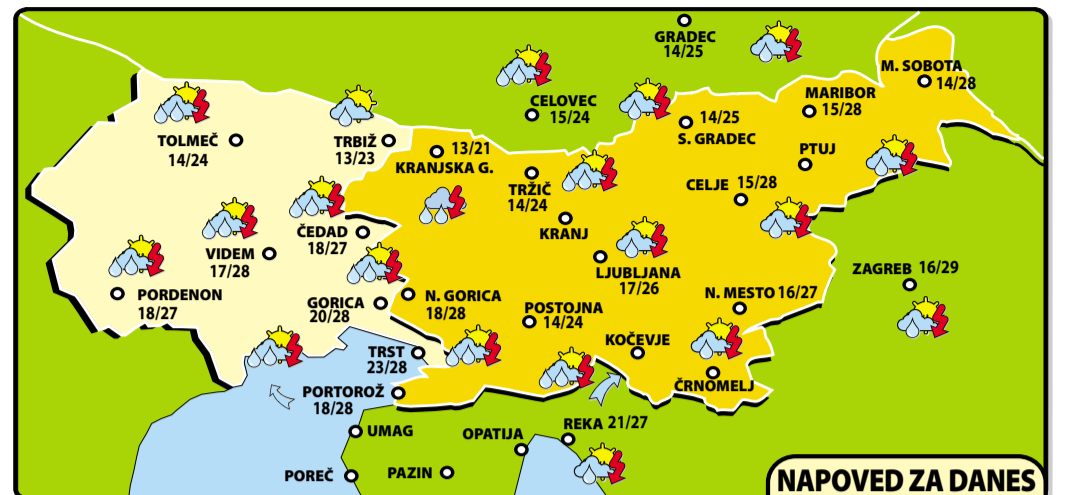 GRADEC
14/25
M. SOBOTA
14/28
MARIBOR
15/28
CELOVEC
15/24
14/25
S. GRADEC
TOLMEČ
14/24
TRBIŽ
13/23
13/21
KRANJSKA G.
PTUJ
TRŽIČ
14/24
CELJE 15/28
KRANJ
ČEDAD
18/27
VIDEM
17/28
LJUBLJANA
17/26
ZAGREB 16/29
PORDENON
18/27
GORICA
20/28
N. GORICA
18/28
N. MESTO 16/27
POSTOJNA
14/24
KOČEVJE
TRST
23/28
ČRNOMELJ
PORTOROŽ
18/28
REKA 21/27
UMAG
OPATIJA
POREČ
PAZIN
NAPOVED ZA DANES